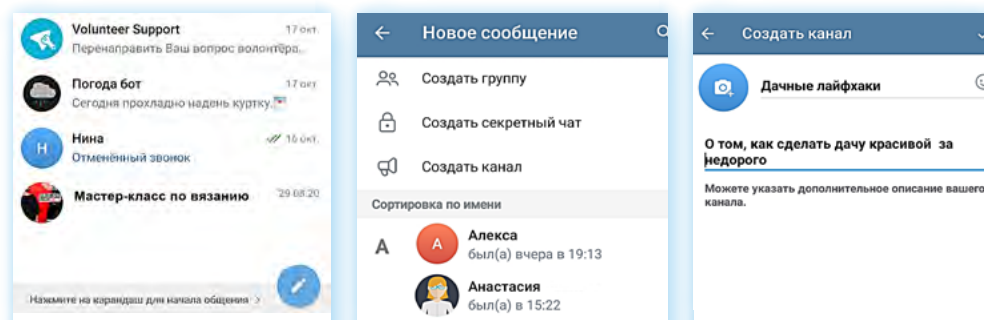 Volunteer Support 17 окт.
Перенаправить Ваш вопрос волонтёра.
Погода бот 17 окт.
Сегодня прохладно надень куртку.
Н
Нина 16 окт.
Отменённый звонок
Мастер-класс по вязанию 29.08.20
Нажмите на карандаш для начала общения >
Новое сообщение
Создать группу
Создать секретный чат
Создать канал
Сортировка по имени
А
А
Алекса
был(а) вчера в 19:13
Анастасия
был(а) в 15:22
Создать канал
Дачные лайфхаки
О том, как сделать дачу красивой за
недорого
Можете указать дополнительное описание вашего
канала.